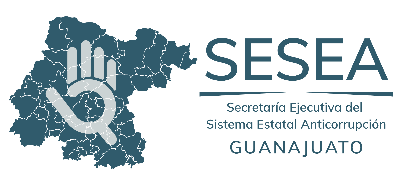 SESEA
Secretaría Ejecutiva del
Sistema Estatal Anticorrupción
GUANAJUATO